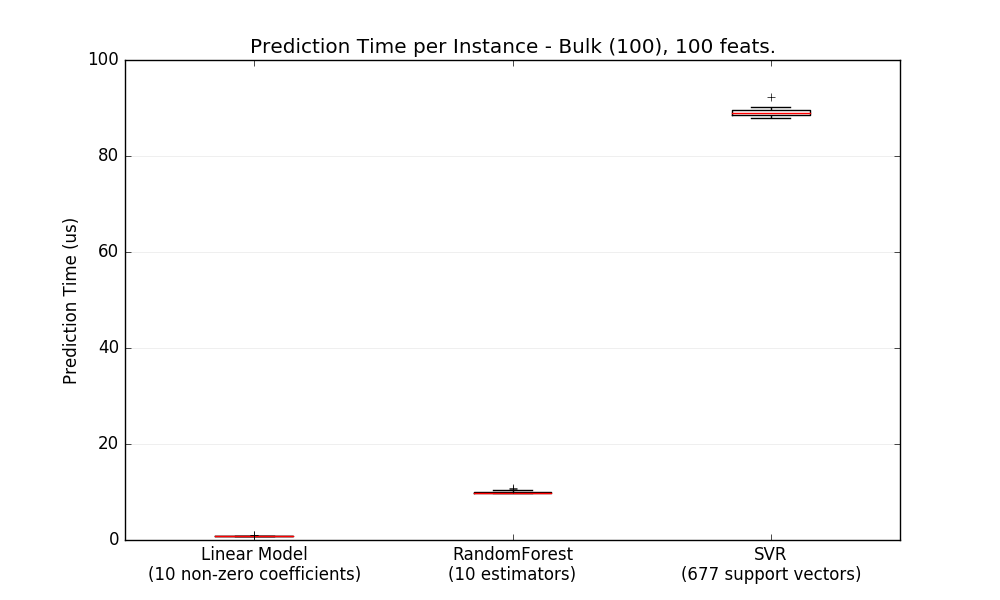 Prediction Time per Instance - Bulk (100), 100 feats.
100
80
60
40
20
0
Prediction Time (us)
Linear Model
(10 non-zero coefficients)
RandomForest
(10 estimators)
SVR
(677 support vectors)